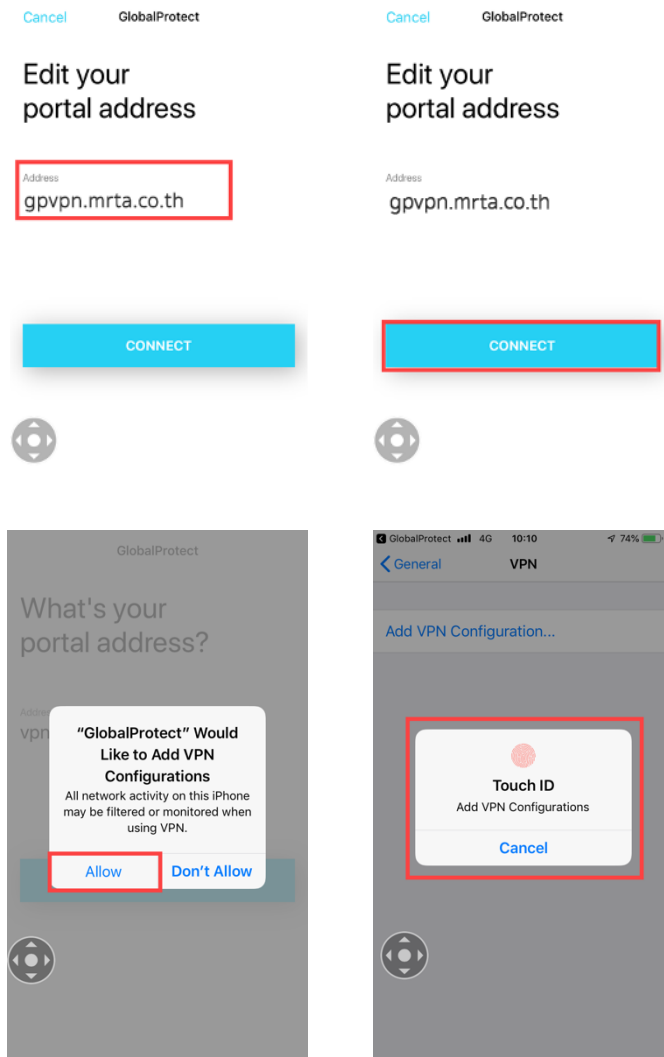 Cancel GlobalProtect
Edit your
portal address
Address
gpvpn.mrta.co.th
CONNECT
Cancel GlobalProtect
Edit your
portal address
Address
gpvpn.mrta.co.th
CONNECT
GlobalProtect
What's your
portal address?
vpn
"GlobalProtect" Would
Like to Add VPN
Configurations
All network activity on this iPhone
may be filtered or monitored when
using VPN.
Allow Don't Allow
GlobalProtect 4G 10:10 74%
General VPN
Add VPN Configuration...
Touch ID
Add VPN Configurations
Cancel